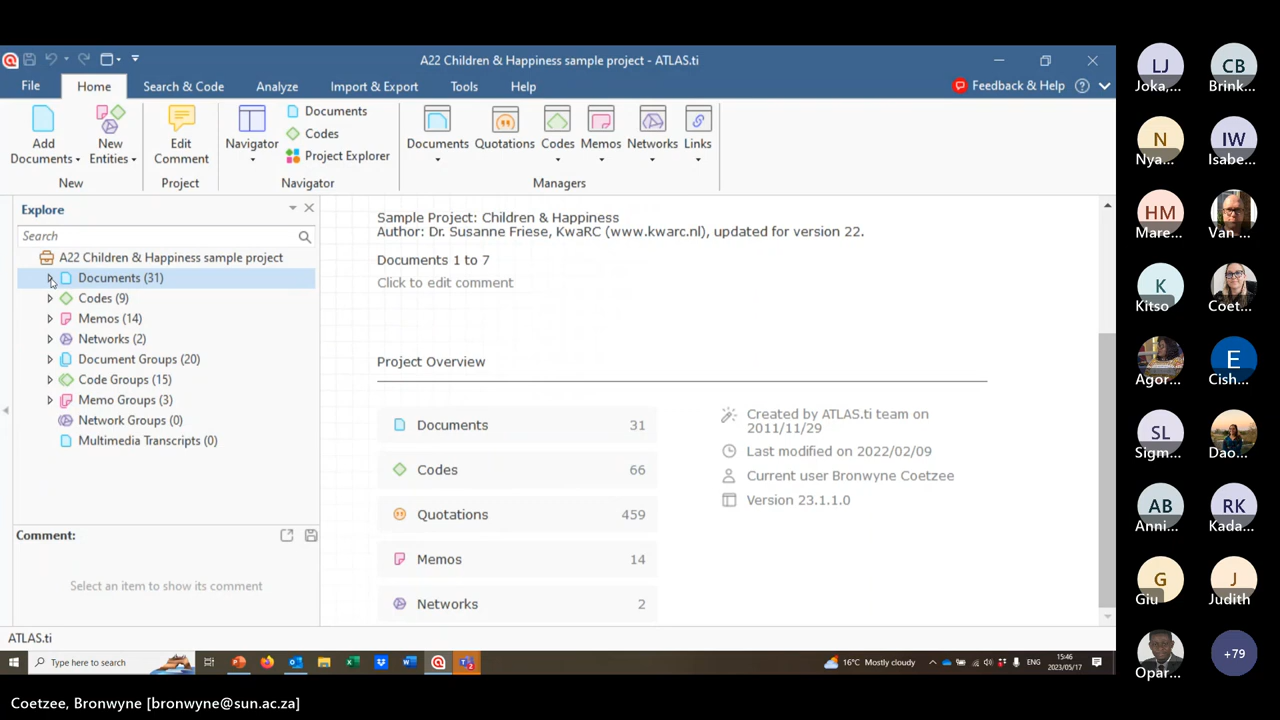 A22 Children & Happiness sample project - ATLAS.ti
File
Home
Search & Code
Analyze
Import & Export
Tools
Help
Feedback & Help
Add
Documents
New
Entities
New
Edit
Comment
Project
Navigator
Documents
Codes
Project Explorer
Navigator
Documents
Quotations
Codes
Memos
Networks
Links
Managers
Explore
Search
A22 Children & Happiness sample project
Documents (31)
Codes (9)
Memos (14)
Networks (2)
Document Groups (20)
Code Groups (15)
Memo Groups (3)
Network Groups (0)
Multimedia Transcripts (0)
Comment:
Select an item to show its comment
Sample Project: Children & Happiness
Author: Dr. Susanne Friese, KwaRC (www.kwarc.nl), updated for version 22.
Documents 1 to 7
Click to edit comment
Project Overview
Documents 31
Codes 66
Quotations 459
Memos 14
Networks 2
Created by ATLAS.ti team on
2011/11/29
Last modified on 2022/02/09
Current user Bronwyne Coetzee
Version 23.1.1.0
ATLAS.ti
Type here to search
16°C Mostly cloudy
ENG
15:46
2023/05/17
LJ
Joka,...
CB
Brink...
N
Nya...
IW
Isabe...
HM
Mare...
Van ...
K
Kitso
Coet...
Agor...
E
Cish...
SL
Sigm...
Dao...
AB
Anni...
RK
Kada...
G
Giu
J
Judith
Opar...
+79
Coetzee, Bronwyne [bronwyne@sun.ac.za]